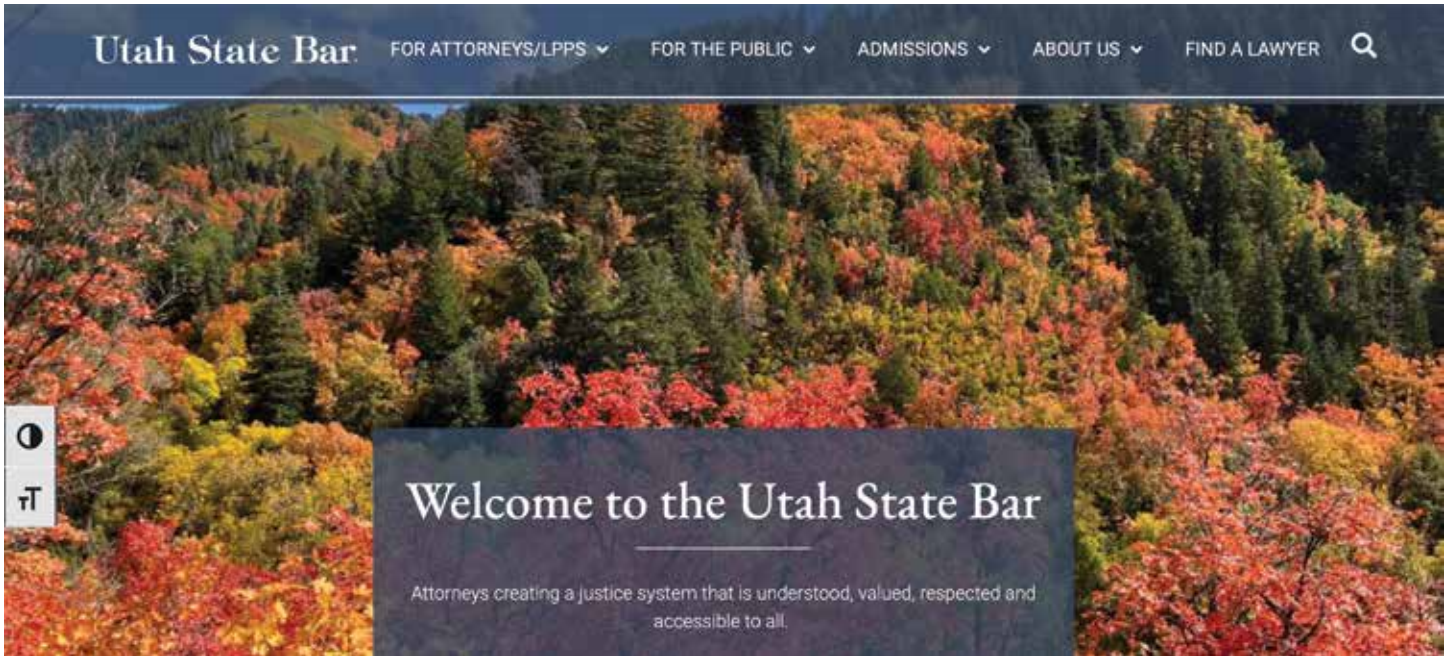 Utah State Bar
FOR ATTORNEYS/LPPS
FOR THE PUBLIC
ADMISSIONS
ABOUT US
FIND A LAWYER
TT
Welcome to the Utah State Bar
Attorneys creating a justice system that is understood, valued, respected and
accessible to all.